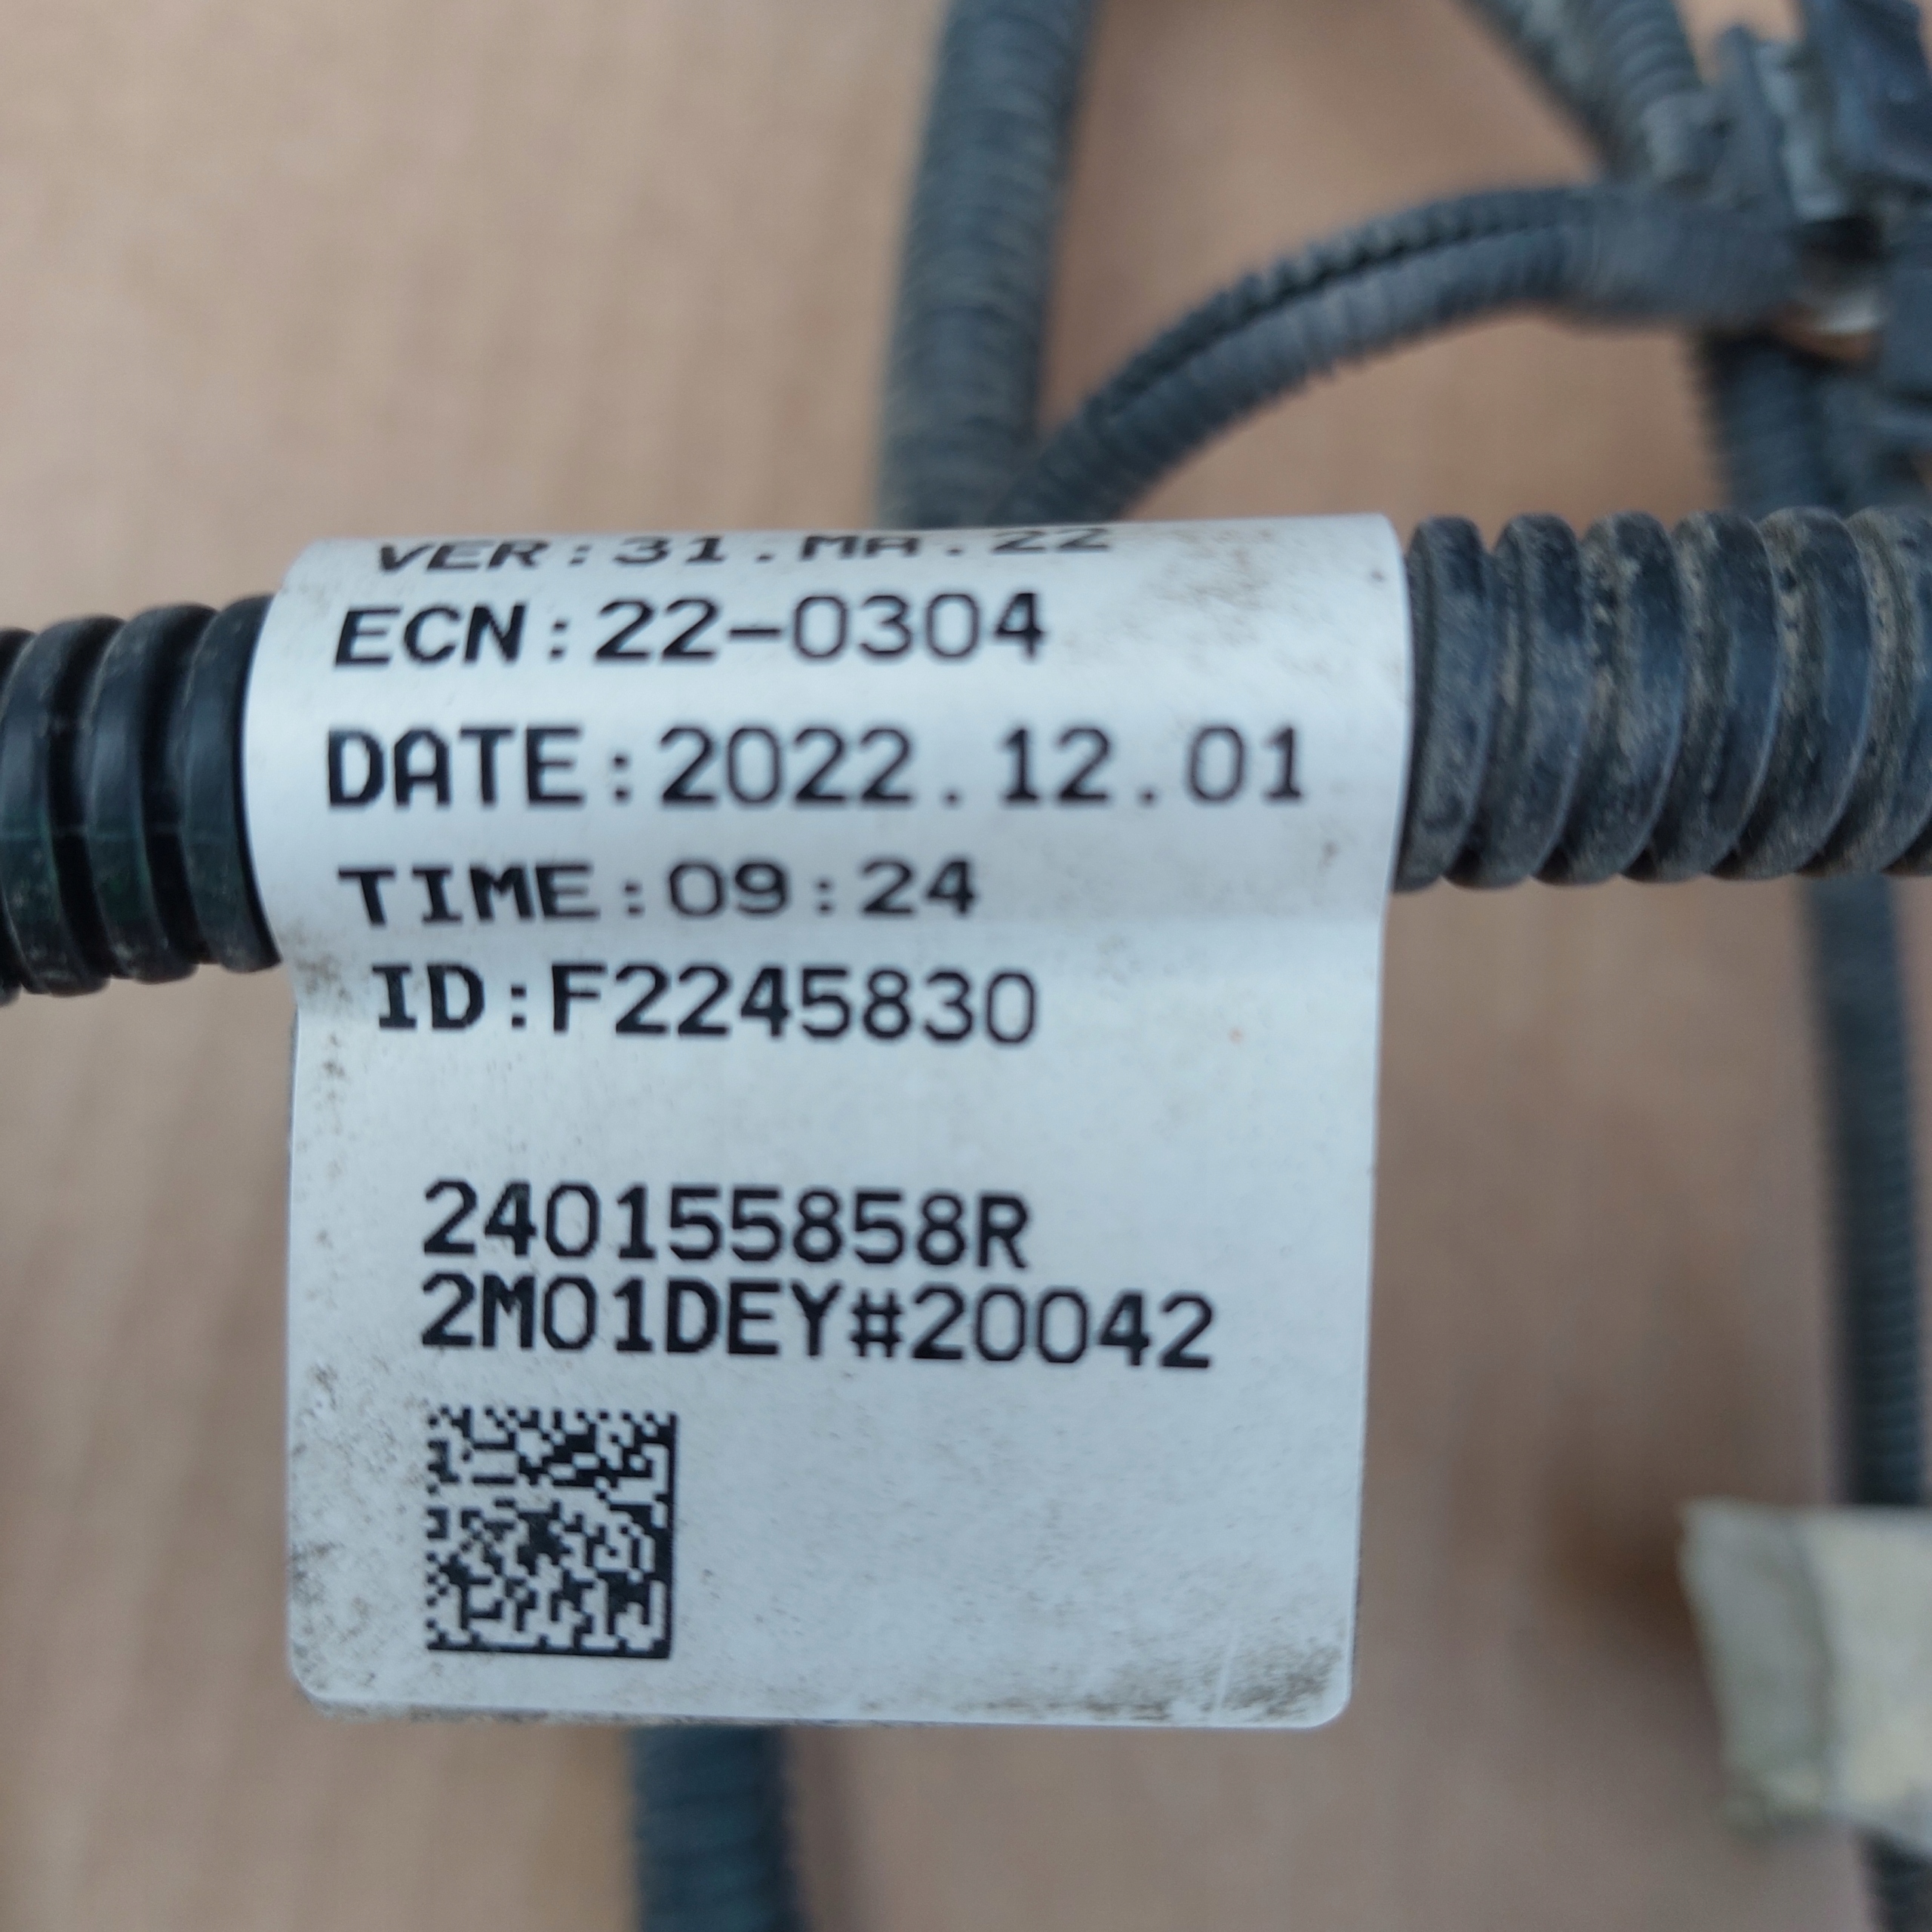 VER:31.MA.22
ECN:22-0304
DATE:2022.12.01
TIME:09:24
ID:F2245830
240155858R
2M01DEY#20042